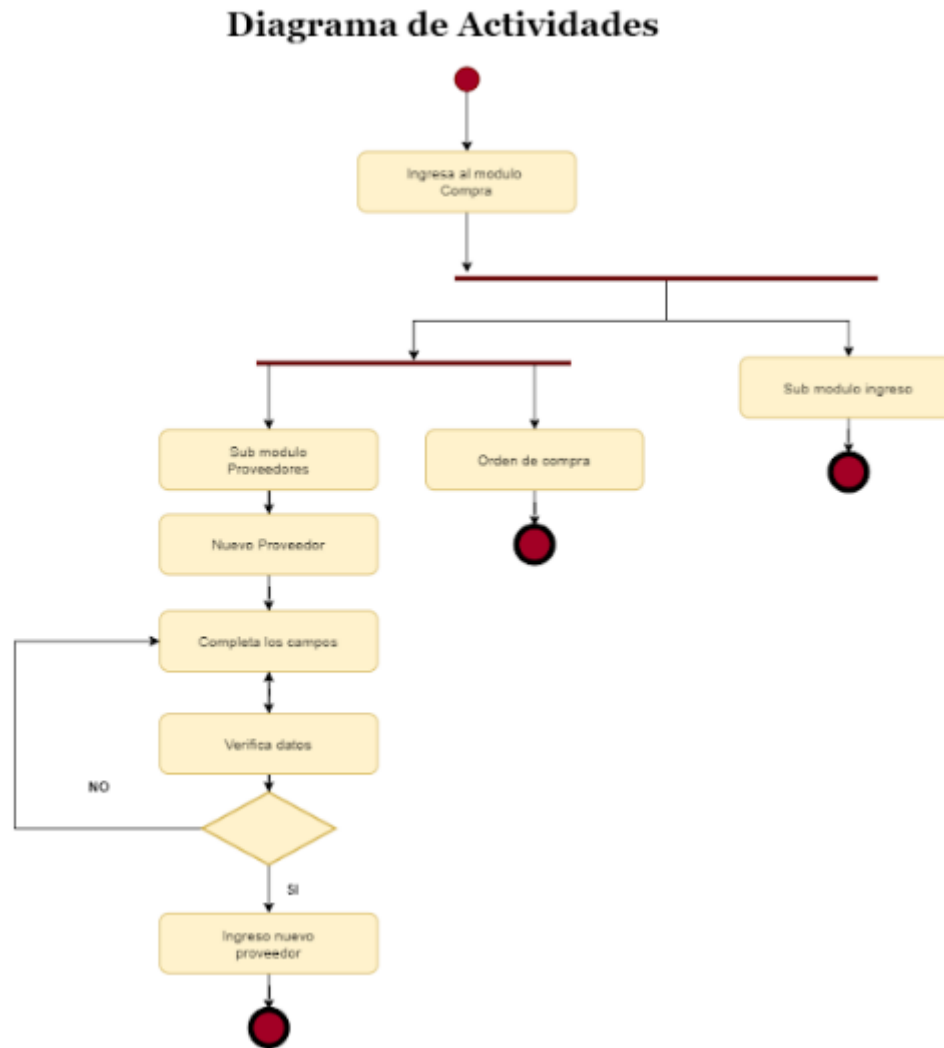 Diagrama de Actividades
Ingresa al modulo
Compra
Sub modulo ingreso
Sub modulo
Proveedores
Orden de compra
Nuevo Proveedor
Completa los campos
Verifica datos
NO
SI
Ingreso nuevo
proveedor